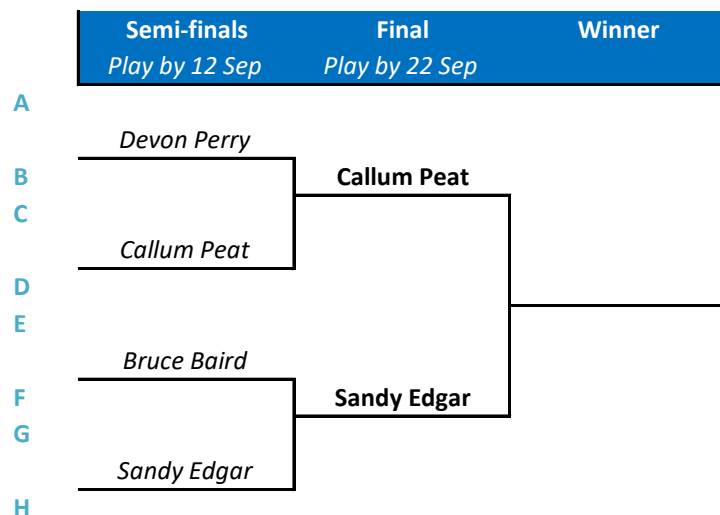 Semi-finals Final Winner
Play by 12 Sep Play by 22 Sep
A
Devon Perry
B Callum Peat
C
Callum Peat
D
E
Bruce Baird
F Sandy Edgar
G
Sandy Edgar
H